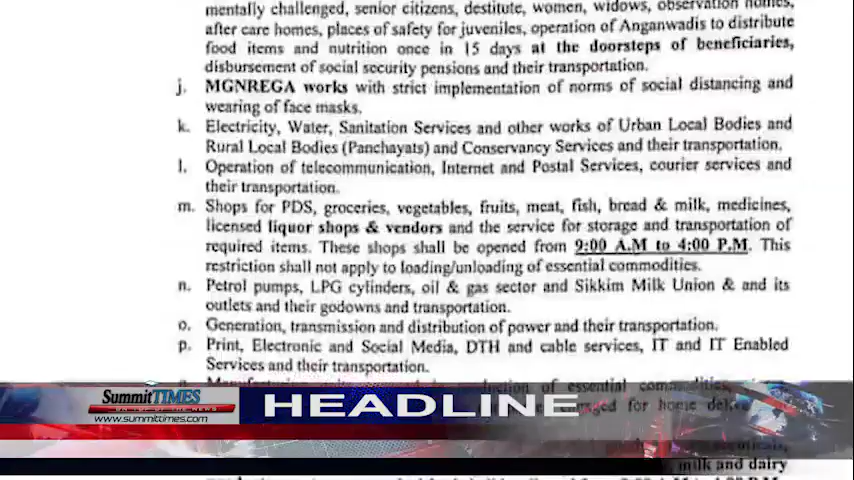 mentally challenged, senior citizens, destitute, women, widows, observation homes,
after care homes, places of safety for juveniles, operation of Anganwadis to distribute
food items and nutrition once in 15 days at the doorsteps of beneficiaries,
disbursement of social security pensions and their transportation.
j. MGNREGA works with strict implementation of norms of social distancing and
wearing of face masks.
k. Electricity, Water, Sanitation Services and other works of Urban Local Bodies and
Rural Local Bodies (Panchayats) and Conservancy Services and their transportation.
l. Operation of telecommunication, Internet and Postal Services, courier services and
their transportation.
m. Shops for PDS, groceries, vegetables, fruits, meat, fish, bread & milk, medicines,
licensed liquor shops & vendors and the service for storage and transportation of
required items. These shops shall be opened from 9:00 A.M to 4:00 P.M. This
restriction shall not apply to loading/unloading of essential commodities.
n. Petrol pumps, LPG cylinders, oil & gas sector and Sikkim Milk Union & and its
outlets and their godowns and transportation.
o. Generation, transmission and distribution of power and their transportation.
p. Print, Electronic and Social Media, DTH and cable services, IT and IT Enabled
Services and their transportation.
of essential
for home
milk and dairy
SummitTIMES
www.summittimes.com
HEADLINE